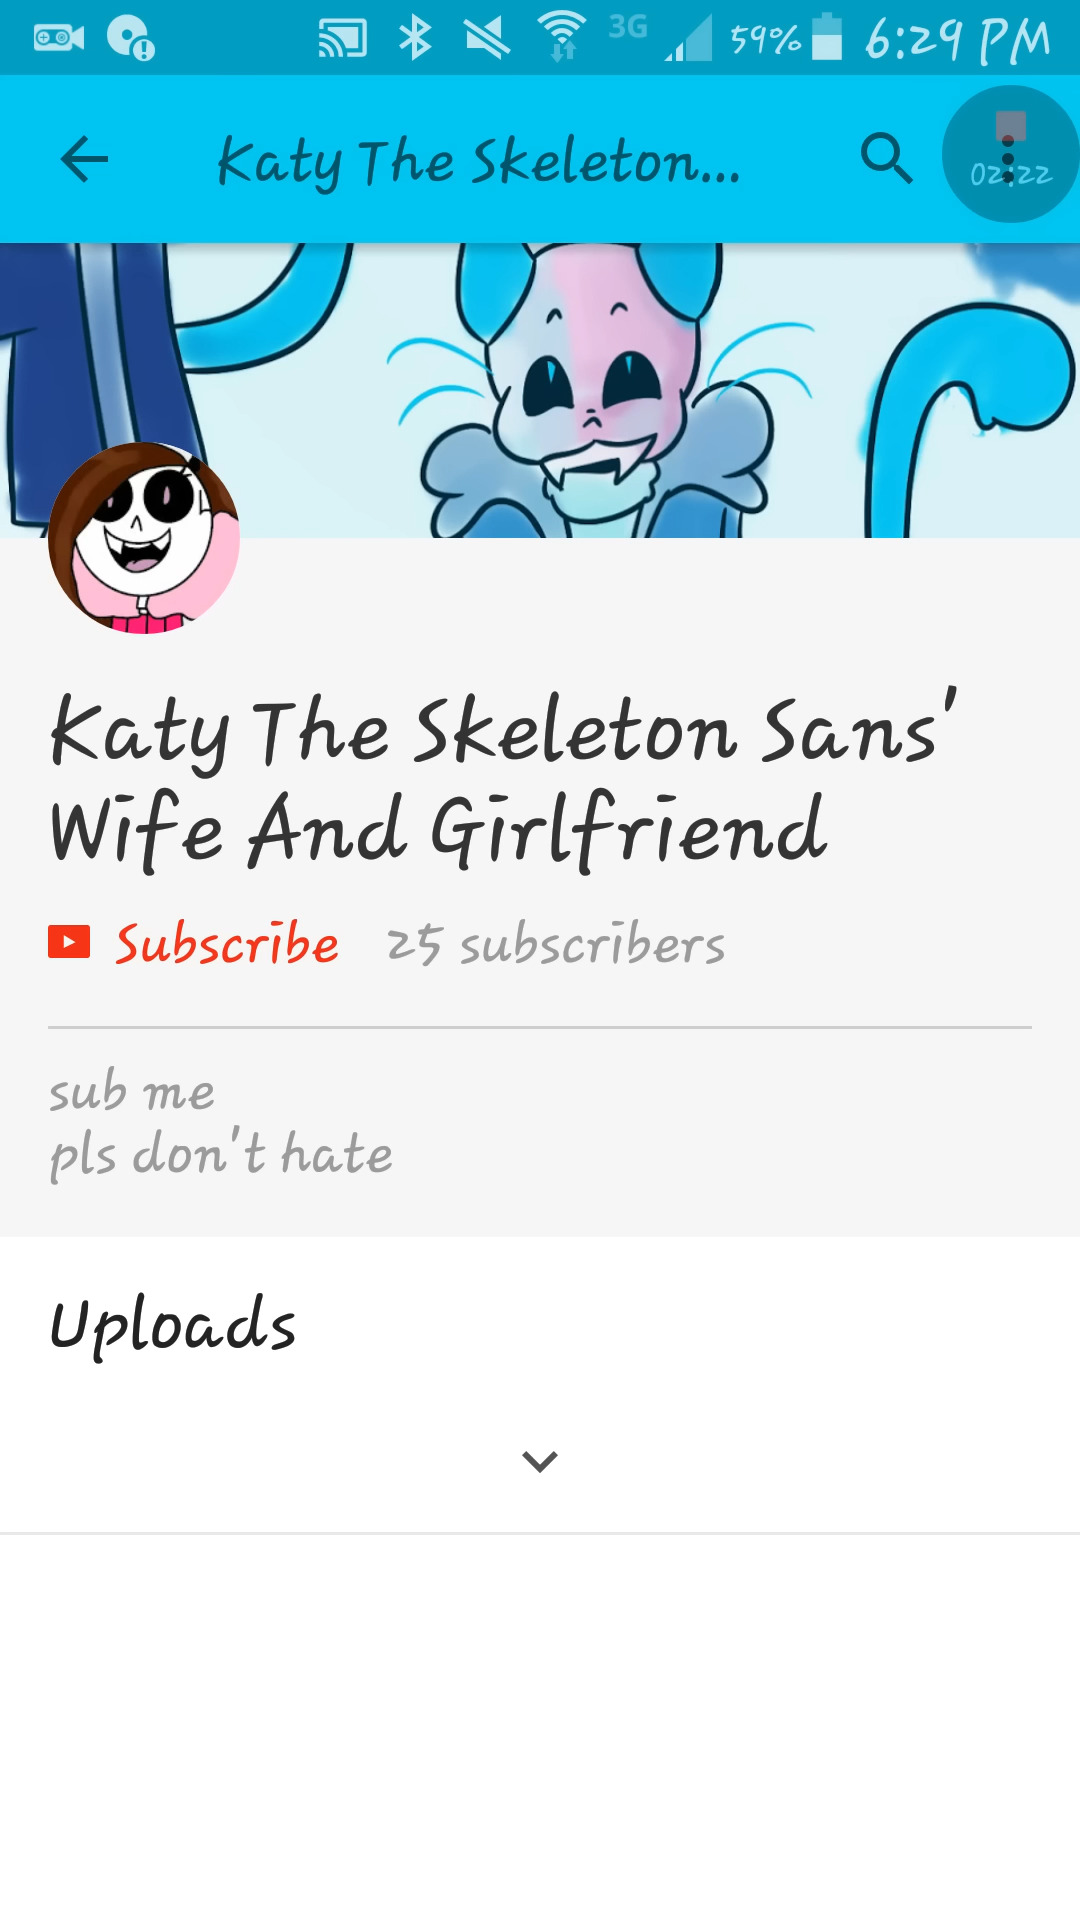 3G 59% 6:29 PM
Katy The Skeleton...
02:22
Katy The Skeleton Sans'
Wife And Girlfriend
Subscribe 25 subscribers
sub me
pls don't hate
Uploads